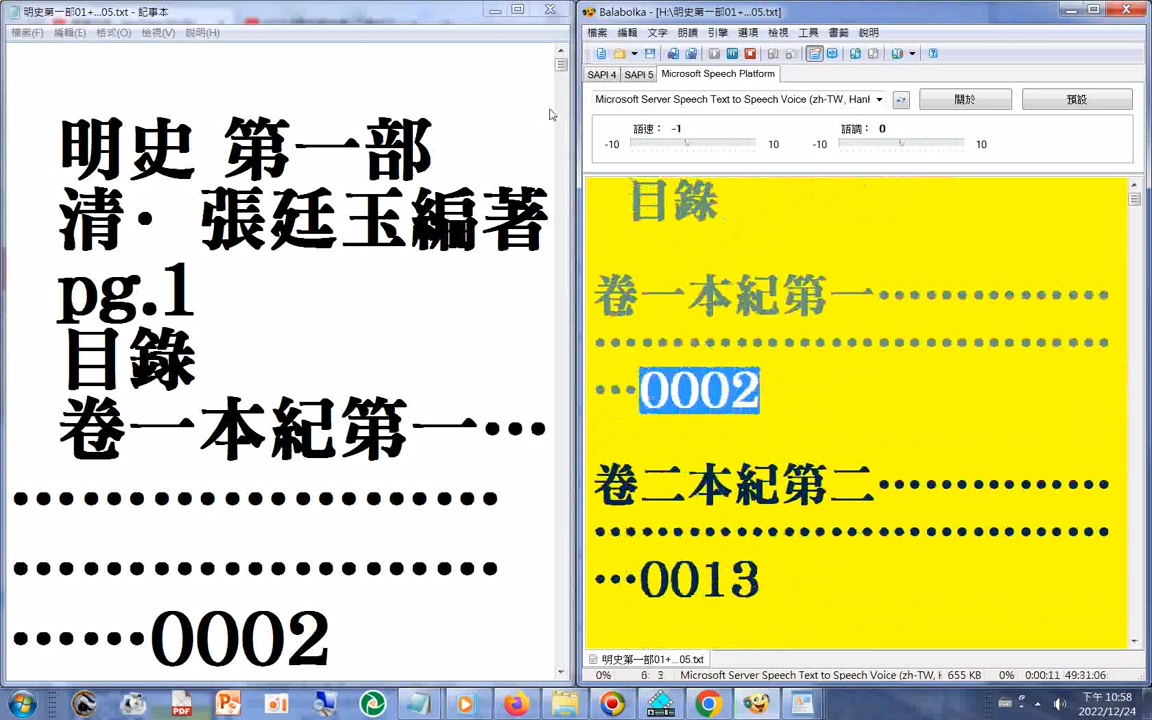 明史第一部01+...05.txt - 記事本
檔案(F) 編輯(E) 格式(O) 檢視(V) 說明(H)
明史 第一部
清· 張廷玉編著
pg.1
目錄
卷一本紀第一···
·····················
·····················
······0002
Balabolka - [H:\明史第一部01+...05.txt]
檔案 編輯 文字 朗讀 引擎 選項 檢視 工具 書籤 說明
SAPI 4 SAPI 5 Microsoft Speech Platform
Microsoft Server Speech Text to Speech Voice (zh-TW, Hanl
關於 預設
語速: -1 語調: 0
-10 10 -10 10
目錄
卷一本紀第一···············
·································
···0002
卷二本紀第二···············
·································
···0013
明史第一部01+...05.txt
0% 6: 3: Microsoft Speech Platform: Microsoft Server Speech Text to Speech Voice (zh-TW, H 655 KB 0% 0:00:11 49:31:06
下午 10:58
2022/12/24